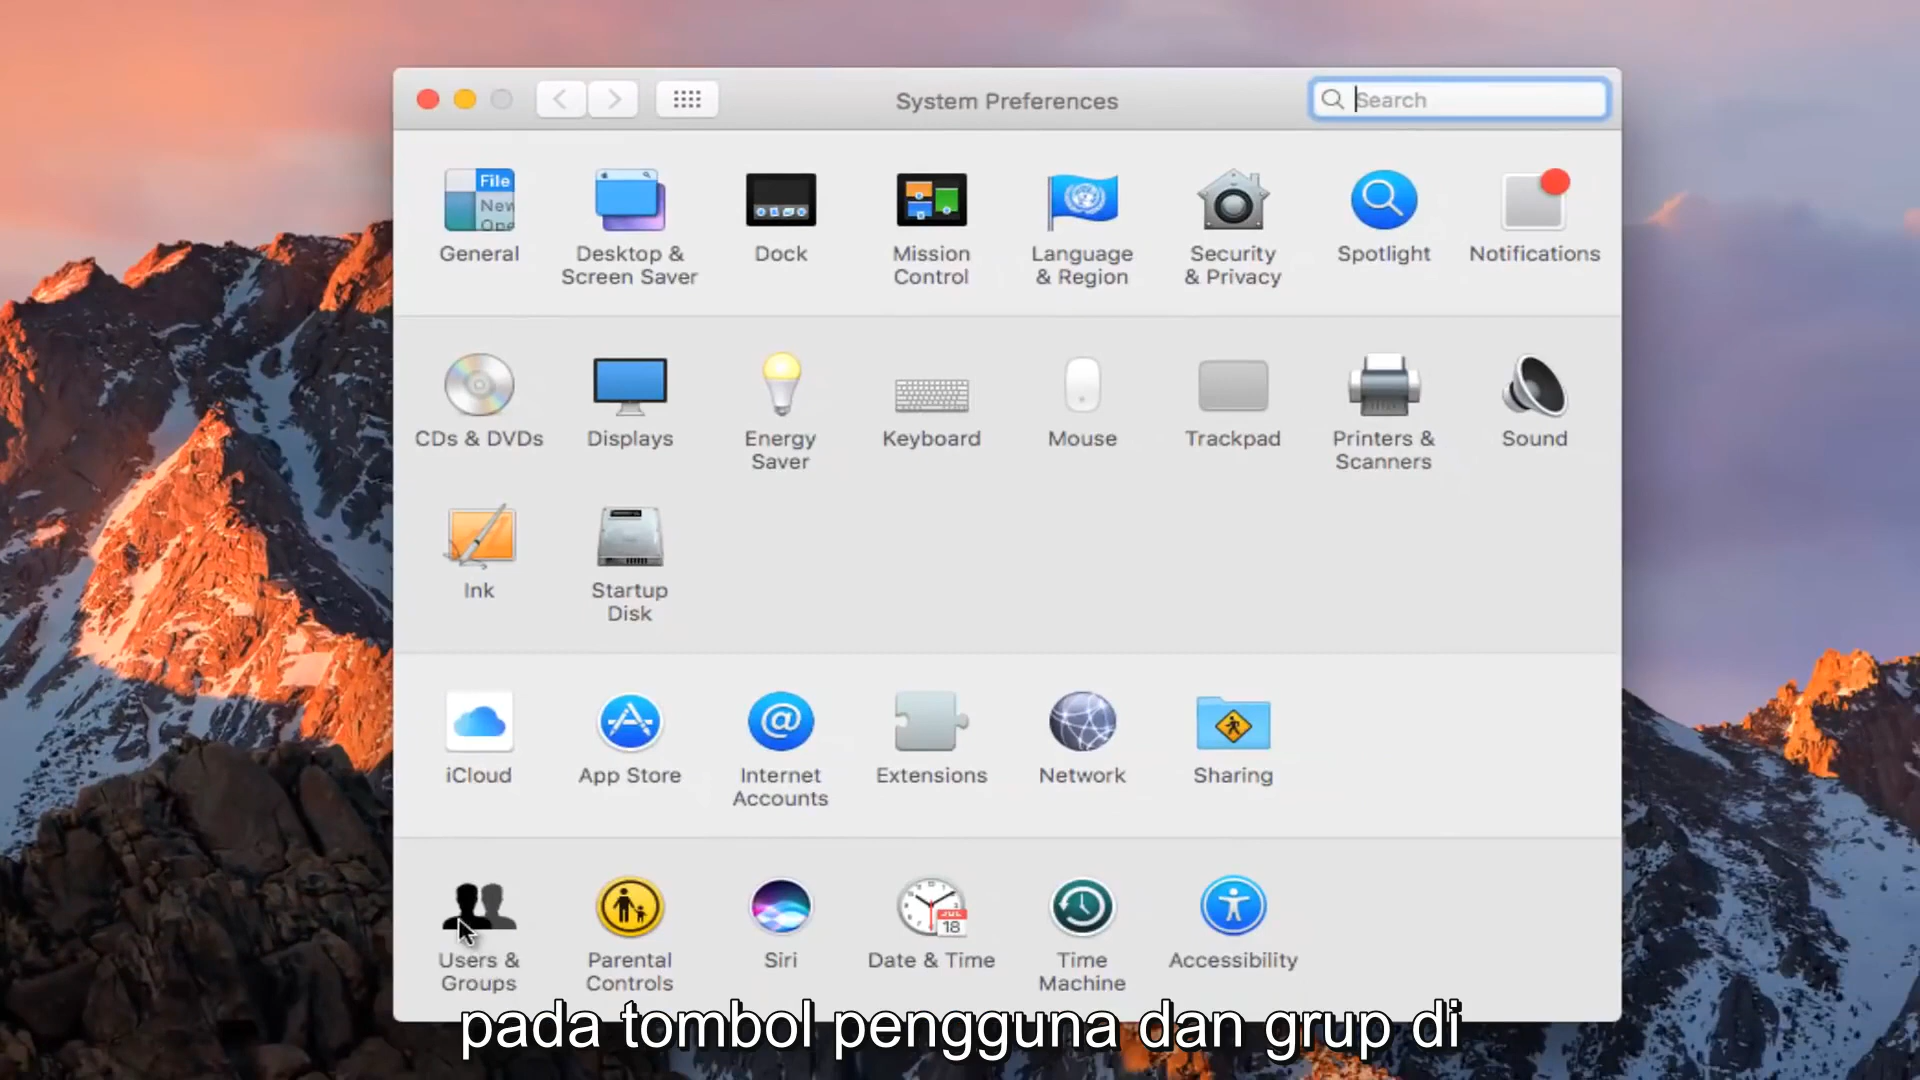 System Preferences
Search
File
New
Ope
General
Desktop &
Screen Saver
Dock
Mission
Control
Language
& Region
Security
& Privacy
Spotlight
Notifications
CDs & DVDs
Displays
Energy
Saver
Keyboard
Mouse
Trackpad
Printers &
Scanners
Sound
Ink
Startup
Disk
iCloud
App Store
@
Internet
Accounts
Extensions
Network
Sharing
Users &
Groups
Parental
Controls
Siri
JUL
18
Date & Time
Time
Machine
Accessibility
pada tombol pengguna dan grup di